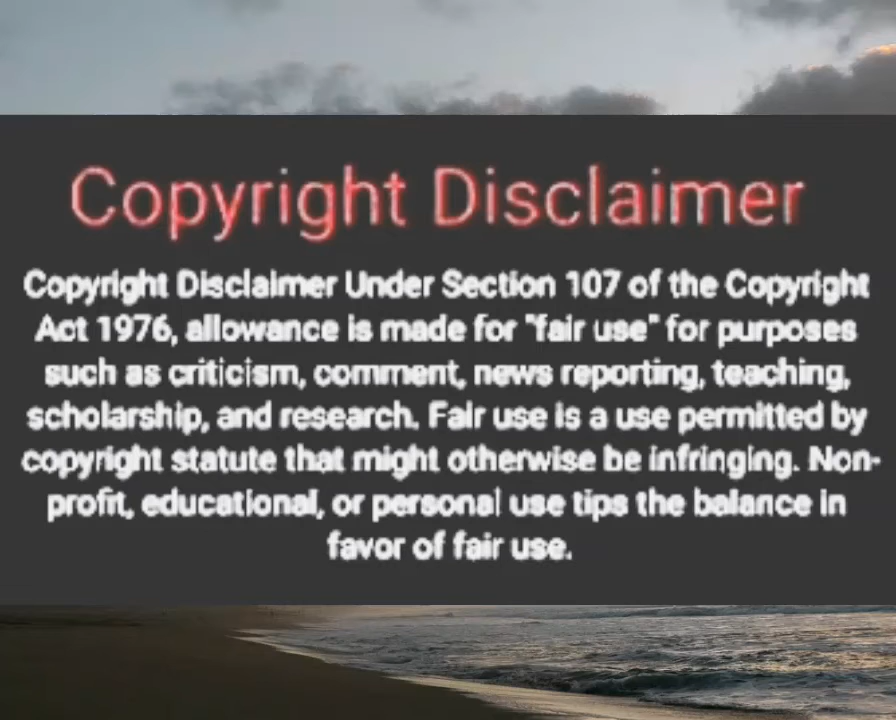 Copyright Disclaimer
Copyright Disclaimer Under Section 107 of the Copyright
Act 1976, allowance is made for "fair use" for purposes
such as criticism, comment, news reporting, teaching,
scholarship, and research. Fair use is a use permitted by
copyright statute that might otherwise be infringing. Non-
profit, educational, or personal use tips the balance in
favor of fair use.